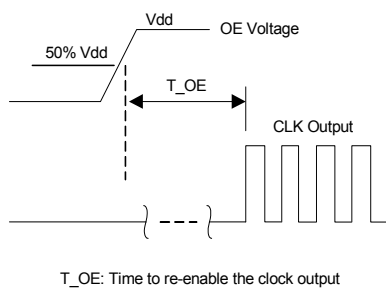 Vdd
OE Voltage
50% Vdd
T_OE
CLK Output
T_OE: Time to re-enable the clock output